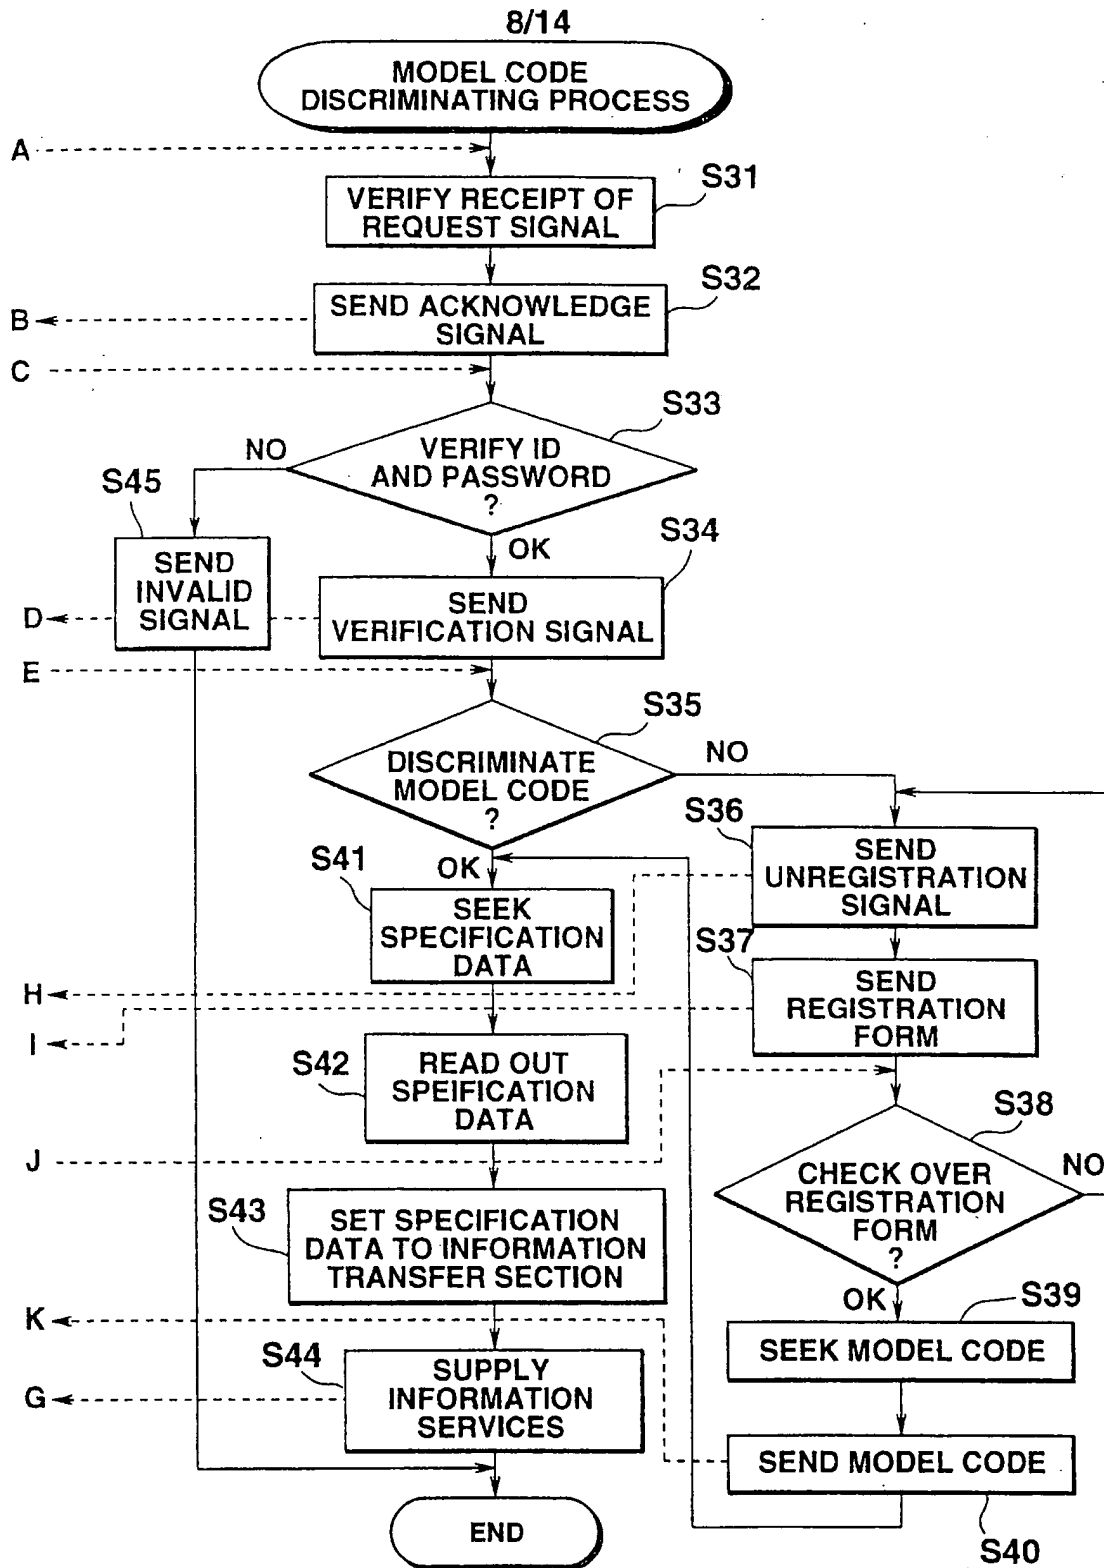 8/14
MODEL CODE
DISCRIMINATING PROCESS
A
S31
VERIFY RECEIPT OF
REQUEST SIGNAL
S32
SEND ACKNOWLEDGE
SIGNAL
B
C
S33
VERIFY ID
AND PASSWORD
?
NO
S45
SEND
INVALID
SIGNAL
OK
S34
SEND
VERIFICATION SIGNAL
D
E
S35
DISCRIMINATE
MODEL CODE
?
NO
S36
SEND
UNREGISTRATION
SIGNAL
S41
OK
SEEK
SPECIFICATION
DATA
S37
SEND
REGISTRATION
FORM
H
I
S42
READ OUT
SPEIFICATION
DATA
J
S38
CHECK OVER
REGISTRATION
FORM
?
NO
S43
SET SPECIFICATION
DATA TO INFORMATION
TRANSFER SECTION
OK
S39
SEEK MODEL CODE
K
S44
SUPPLY
INFORMATION
SERVICES
G
SEND MODEL CODE
S40
END